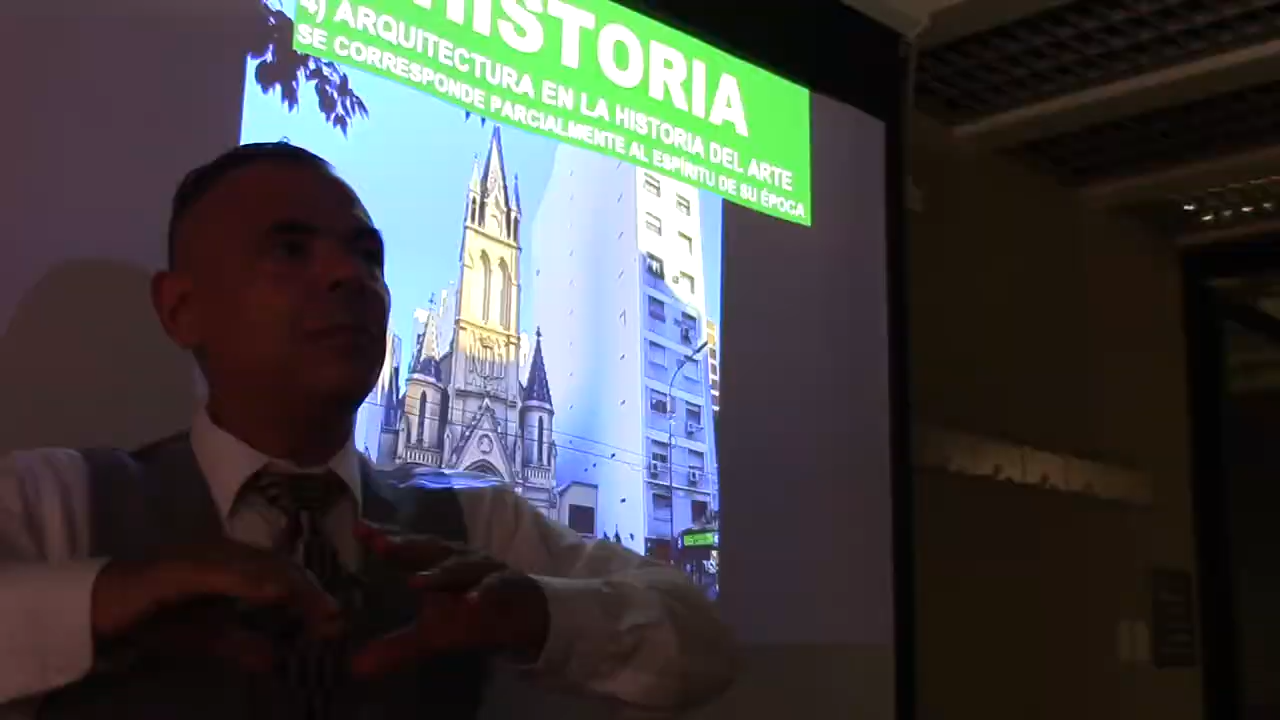 HISTORIA
4) ARQUITECTURA EN LA HISTORIA DEL ARTE
SE CORRESPONDE PARCIALMENTE AL ESPÍRITU DE SU ÉPOCA